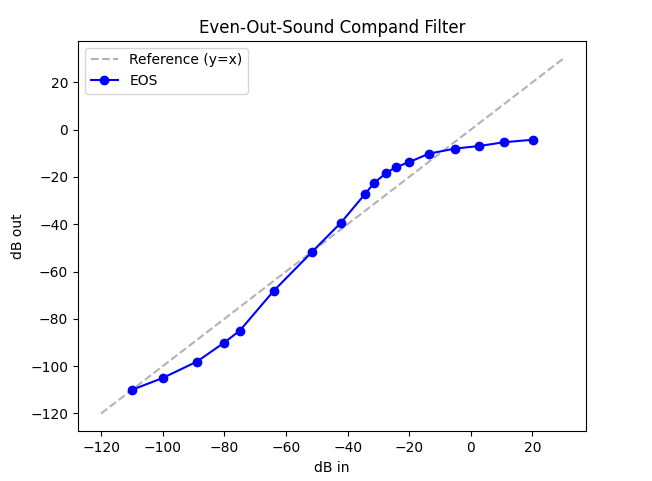 Even-Out-Sound Compand Filter
Reference (y=x)
EOS
20
0
−20
−40
−60
−80
−100
−120
dB out
−120 −100 −80 −60 −40 −20 0 20
dB in